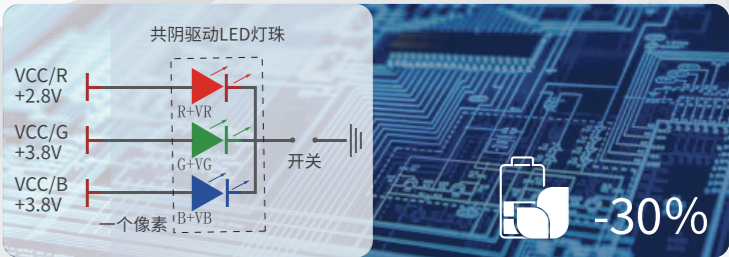 共阴驱动LED灯珠
VCC/R
+2.8V
R+VR
VCC/G
+3.8V
G+VG
开关
VCC/B
+3.8V
B+VB
一个像素
-30%